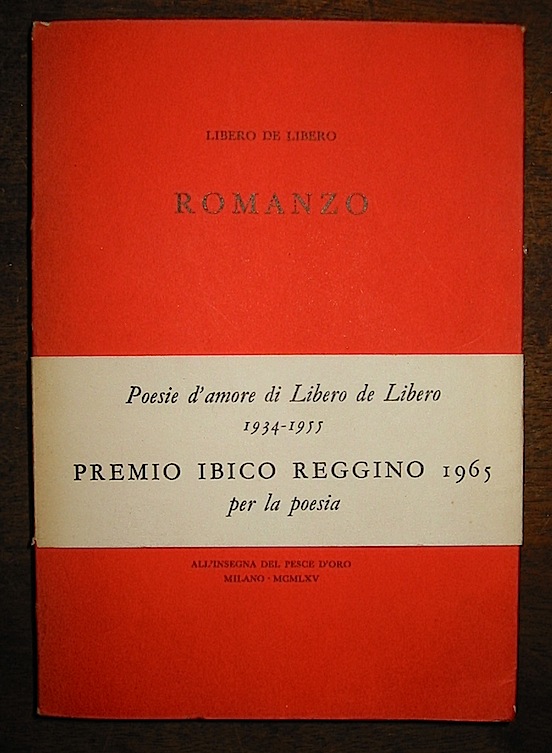 LIBERO DE LIBERO
ROMANZO
Poesie d'amore di Libero de Libero
1934-1955
PREMIO IBICO REGGINO 1965
per la poesia
ALL'INSEGNA DEL PESCE D'ORO
MILANO · MCMLXV